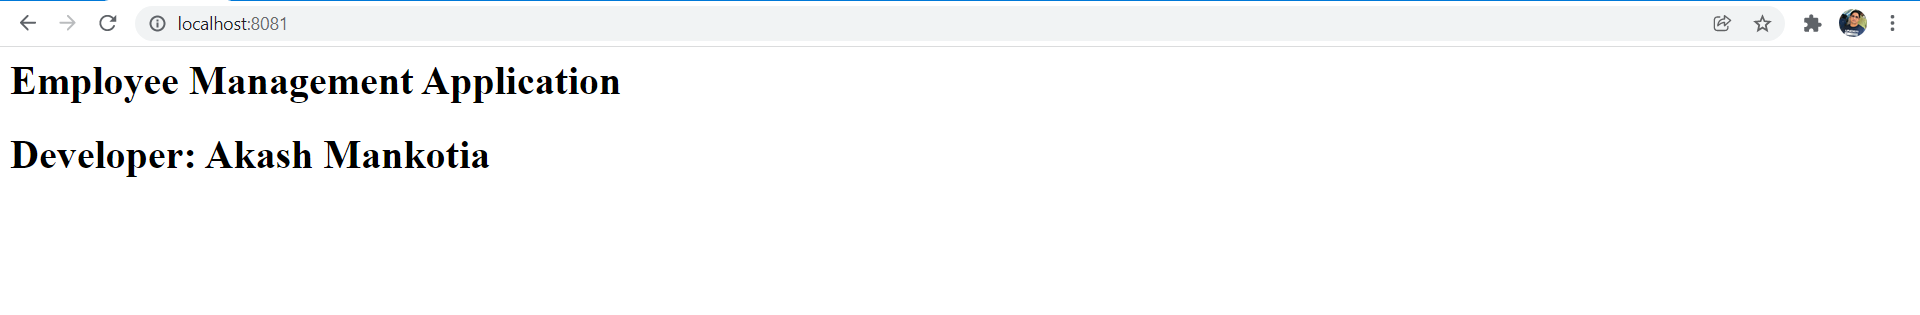 localhost:8081
Employee Management Application
Developer: Akash Mankotia